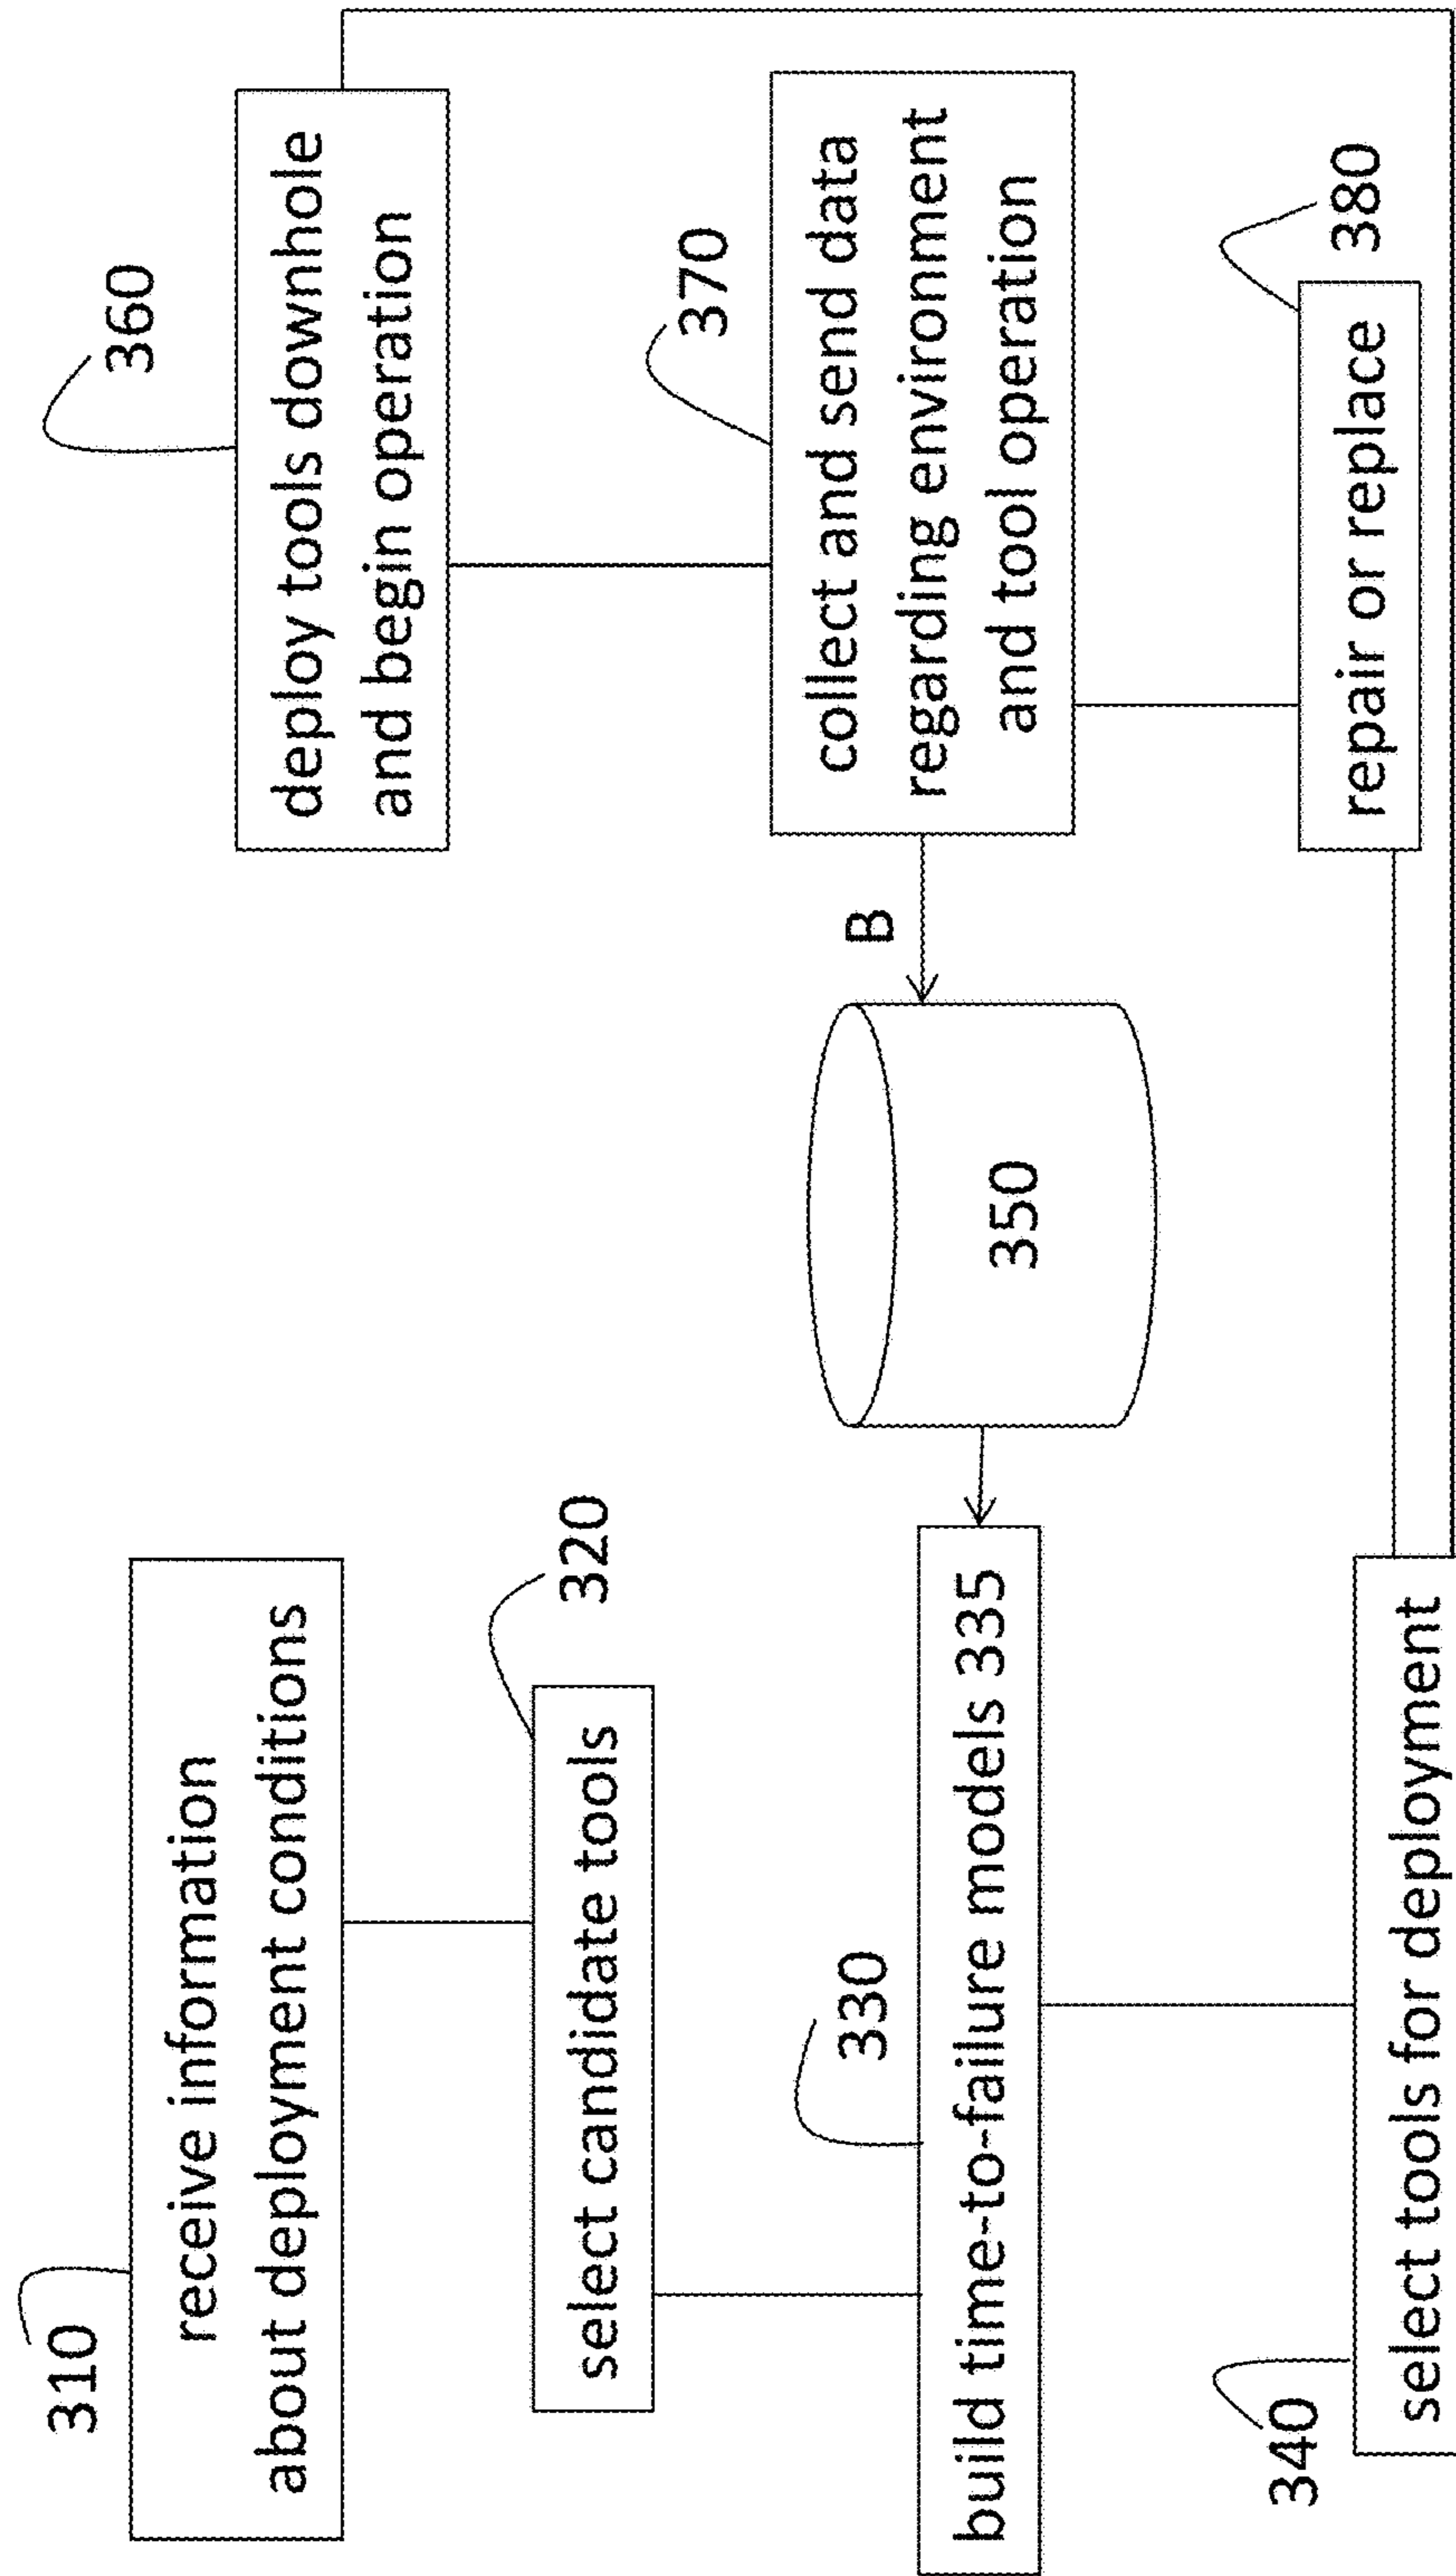 310
receive information
about deployment conditions
320
select candidate tools
330
build time-to-failure models 335
340
select tools for deployment
350
B
360
deploy tools downhole
and begin operation
370
collect and send data
regarding environment
and tool operation
380
repair or replace